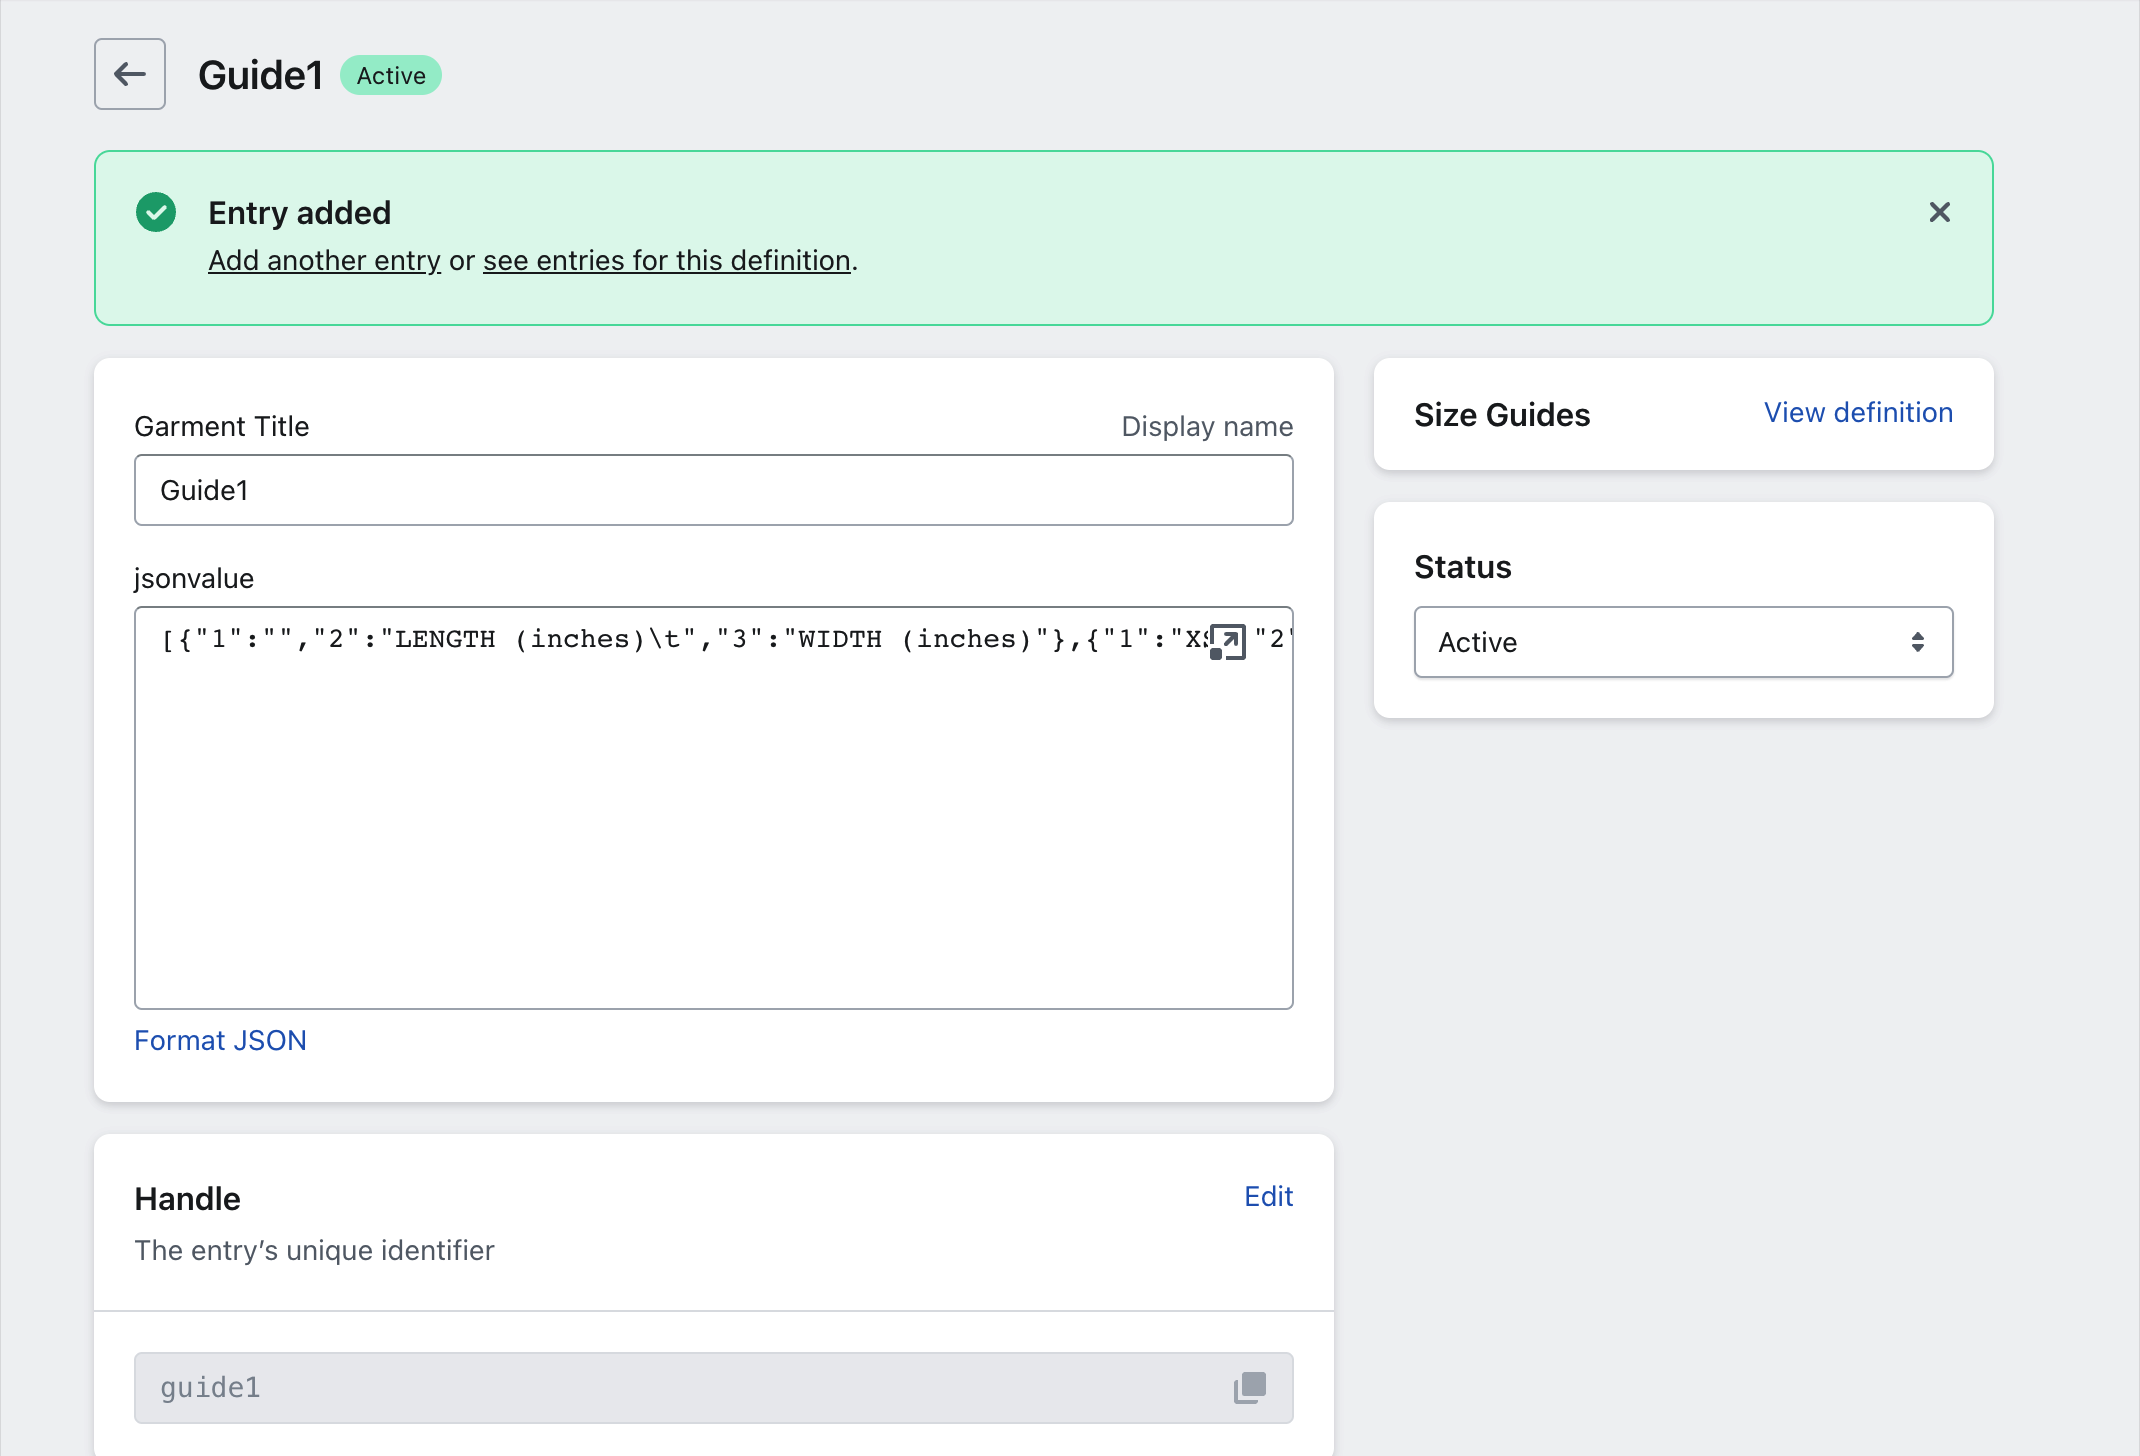 Guide1 Active
Entry added
Add another entry or see entries for this definition.
Garment Title Display name
Guide1
jsonvalue
[{"1":"","2":"LENGTH (inches)\t","3":"WIDTH (inches)"},{"1":"XS "2"
Format JSON
Handle Edit
The entry’s unique identifier
guide1
Size Guides View definition
Status
Active